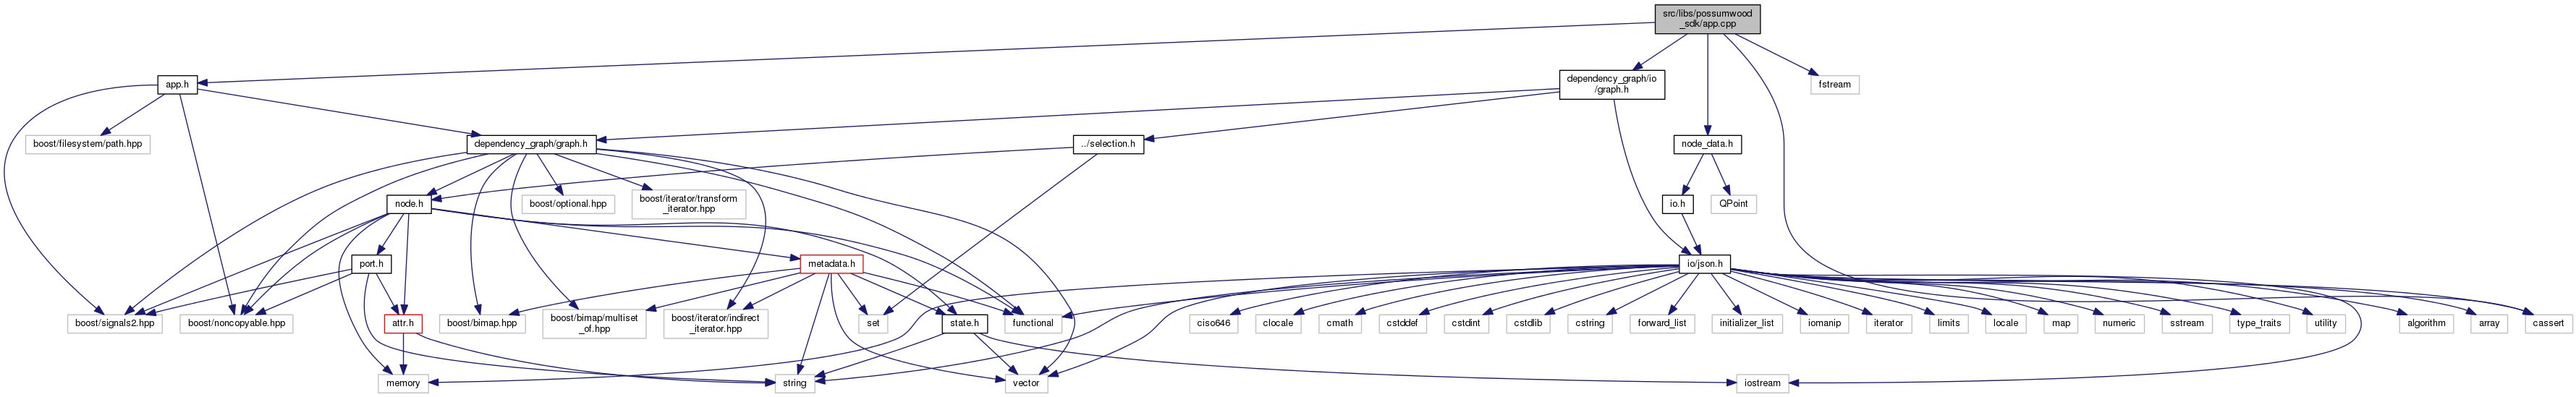 src/libs/possumwood
_sdk/app.cpp
app.h
dependency_graph/io
/graph.h
fstream
boost/filesystem/path.hpp
dependency_graph/graph.h
../selection.h
node_data.h
node.h
boost/optional.hpp
boost/iterator/transform
_iterator.hpp
io.h
QPoint
port.h
metadata.h
io/json.h
boost/signals2.hpp
boost/noncopyable.hpp
attr.h
boost/bimap.hpp
boost/bimap/multiset
_of.hpp
boost/iterator/indirect
_iterator.hpp
set
state.h
functional
ciso646
clocale
cmath
cstddef
cstdint
cstdlib
cstring
forward_list
initializer_list
iomanip
iterator
limits
locale
map
numeric
sstream
type_traits
utility
algorithm
array
cassert
memory
string
vector
iostream